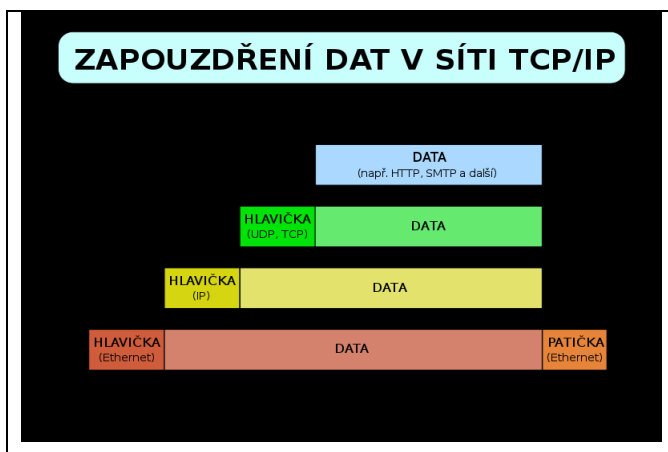 ZAPOUZDŘENÍ DAT V SÍTI TCP/IP
DATA
(např. HTTP, SMTP a další)
HLAVIČKA
(UDP, TCP)
DATA
HLAVIČKA
(IP)
DATA
HLAVIČKA
(Ethernet)
DATA
PATIČKA
(Ethernet)